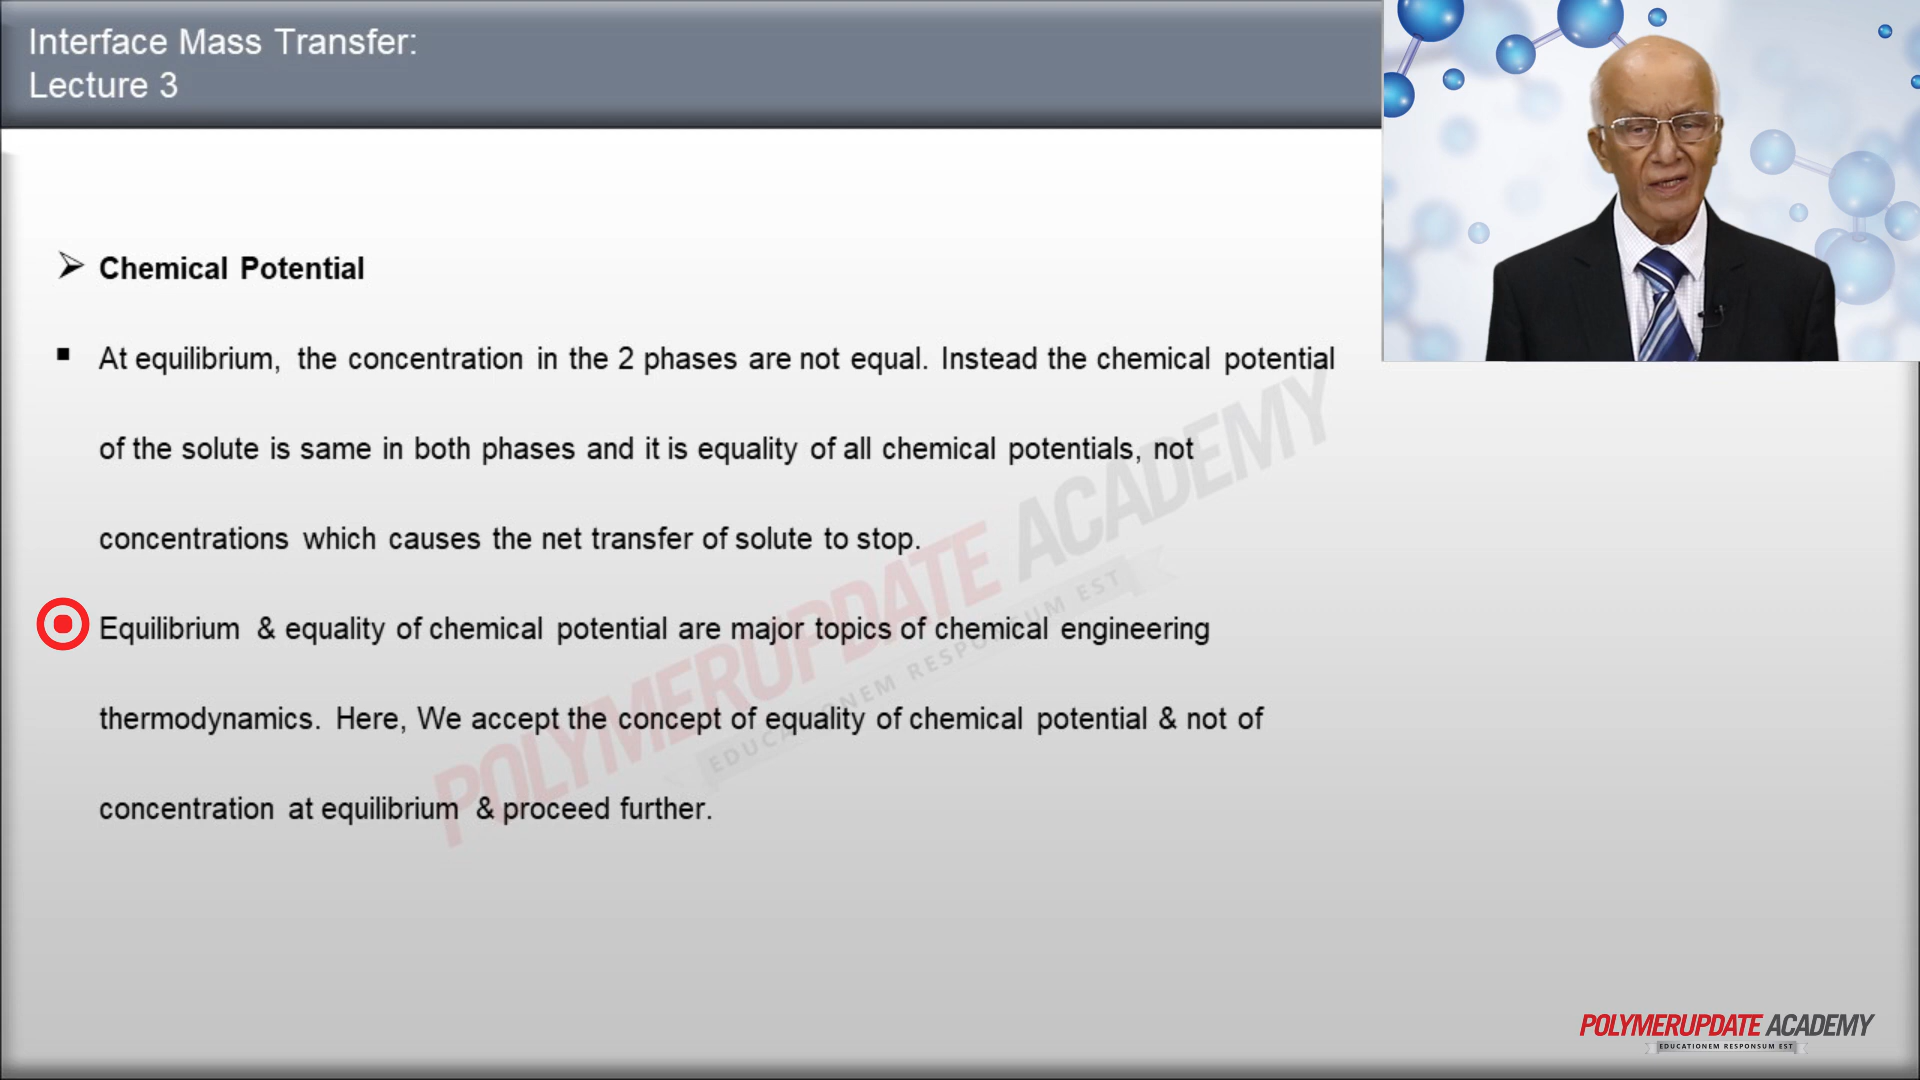 Interface Mass Transfer:
Lecture 3
Chemical Potential
At equilibrium, the concentration in the 2 phases are not equal. Instead the chemical potential
of the solute is same in both phases and it is equality of all chemical potentials, not
concentrations which causes the net transfer of solute to stop.
Equilibrium & equality of chemical potential are major topics of chemical engineering
thermodynamics. Here, We accept the concept of equality of chemical potential & not of
concentration at equilibrium & proceed further.
POLYMERUPDATE ACADEMY
EDUCATIONEM RESPONSUM EST
POLYMERUPDATE ACADEMY
EDUCATIONEM RESPONSUM EST